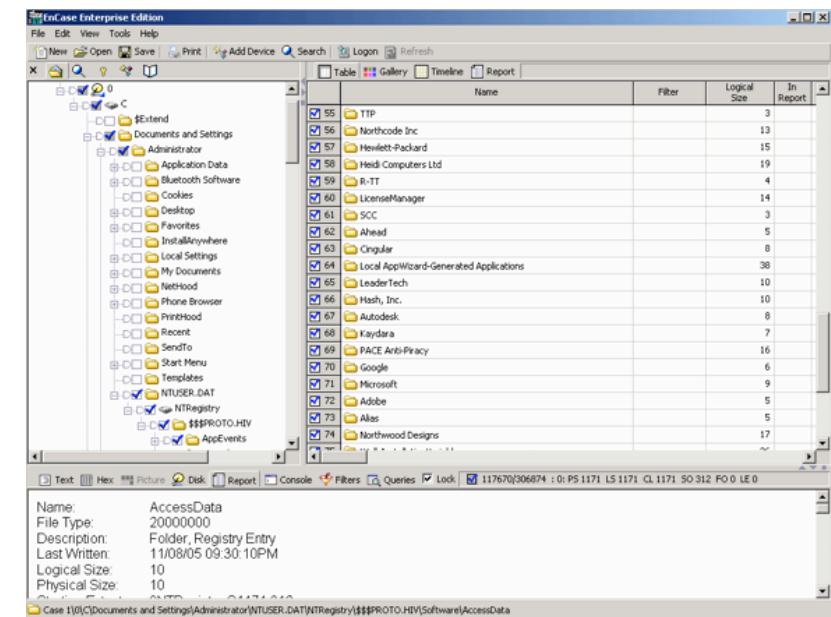 EnCase Enterprise Edition
File Edit View Tools Help
New Open Save Print Add Device Search Logon Refresh
Table Gallery Timeline Report
0
C
$Extend
Documents and Settings
Administrator
Application Data
Bluetooth Software
Cookies
Desktop
Favorites
InstallAnywhere
Local Settings
My Documents
NetHood
Phone Browser
PrintHood
Recent
SendTo
Start Menu
Templates
NTUSER.DAT
NTRegistry
$$$PROTO.HIV
AppEvents
Name Filter Logical Size In Report
55 TTP 3
56 Northcode Inc 13
57 Hewlett-Packard 15
58 Heidi Computers Ltd 19
59 R-TT 4
60 LicenseManager 14
61 SCC 3
62 Ahead 5
63 Cingular 8
64 Local AppWizard-Generated Applications 38
65 LeaderTech 10
66 Hash, Inc. 10
67 Autodesk 8
68 Kaydara 7
69 PACE Anti-Piracy 16
70 Google 6
71 Microsoft 9
72 Adobe 5
73 Alias 5
74 Northwood Designs 17
Text Hex Picture Disk Report Console Filters Queries Lock 117670/306874 : 0: PS 1171 LS 1171 CL 1171 SO 312 FO 0 LE 0
Name: AccessData
File Type: 20000000
Description: Folder, Registry Entry
Last Written: 11/08/05 09:30:10PM
Logical Size: 10
Physical Size: 10
Case 1\0\C\Documents and Settings\Administrator\NTUSER.DAT\NTRegistry\$$$PROTO.HIV\Software\AccessData